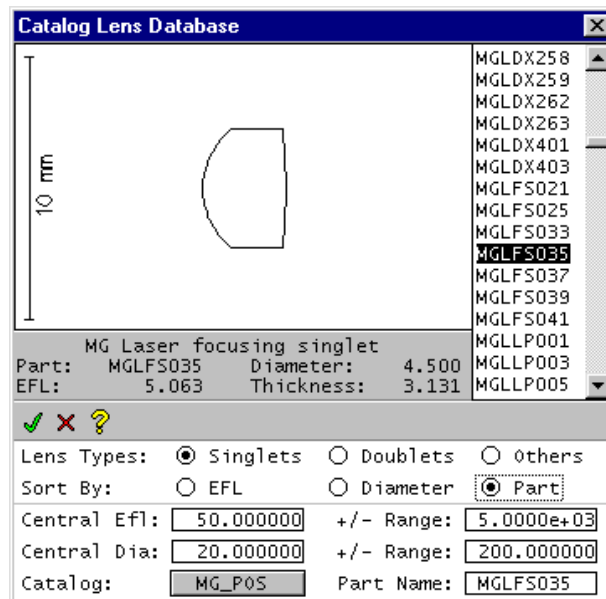 Catalog Lens Database
10 mm
MGLDX258
MGLDX259
MGLDX262
MGLDX263
MGLDX401
MGLDX403
MGLFS021
MGLFS025
MGLFS033
MGLFS035
MGLFS037
MGLFS039
MGLFS041
MGLLP001
MGLLP003
MGLLP005
MG Laser focusing singlet
Part: MGLFS035 Diameter: 4.500
EFL: 5.063 Thickness: 3.131
Lens Types: Singlets Doublets Others
Sort By: EFL Diameter Part
Central Efl: 50.000000 +/- Range: 5.0000e+03
Central Dia: 20.000000 +/- Range: 200.000000
Catalog: MG_POS Part Name: MGLFS035